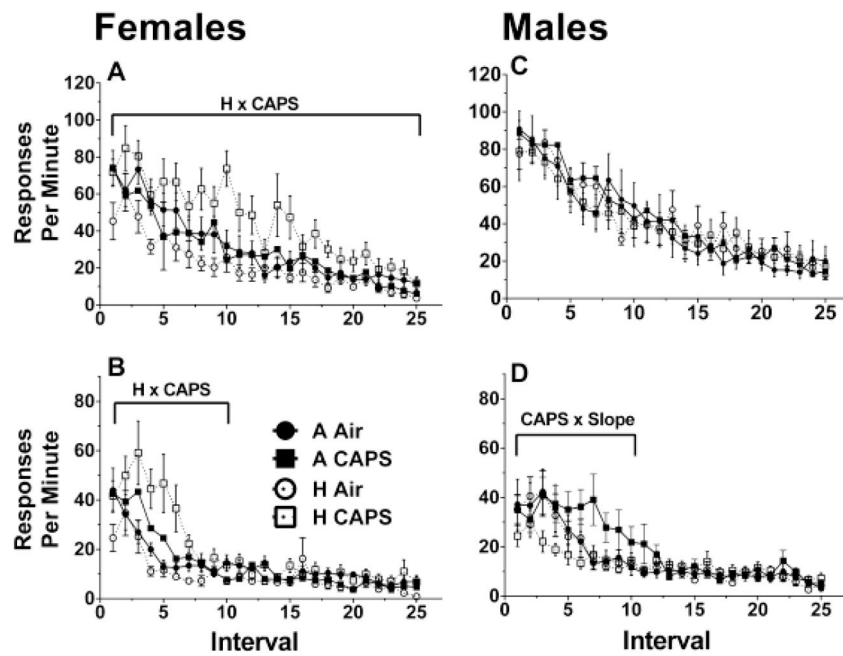 Females
Males
A
H x CAPS
Responses
Per Minute
120
100
80
60
40
20
0
0 5 10 15 20 25
C
120
100
80
60
40
20
0
0 5 10 15 20 25
B
H x CAPS
Responses
Per Minute
80
60
40
20
0
0 5 10 15 20 25
Interval
A Air
A CAPS
H Air
H CAPS
D
CAPS x Slope
80
60
40
20
0
0 5 10 15 20 25
Interval